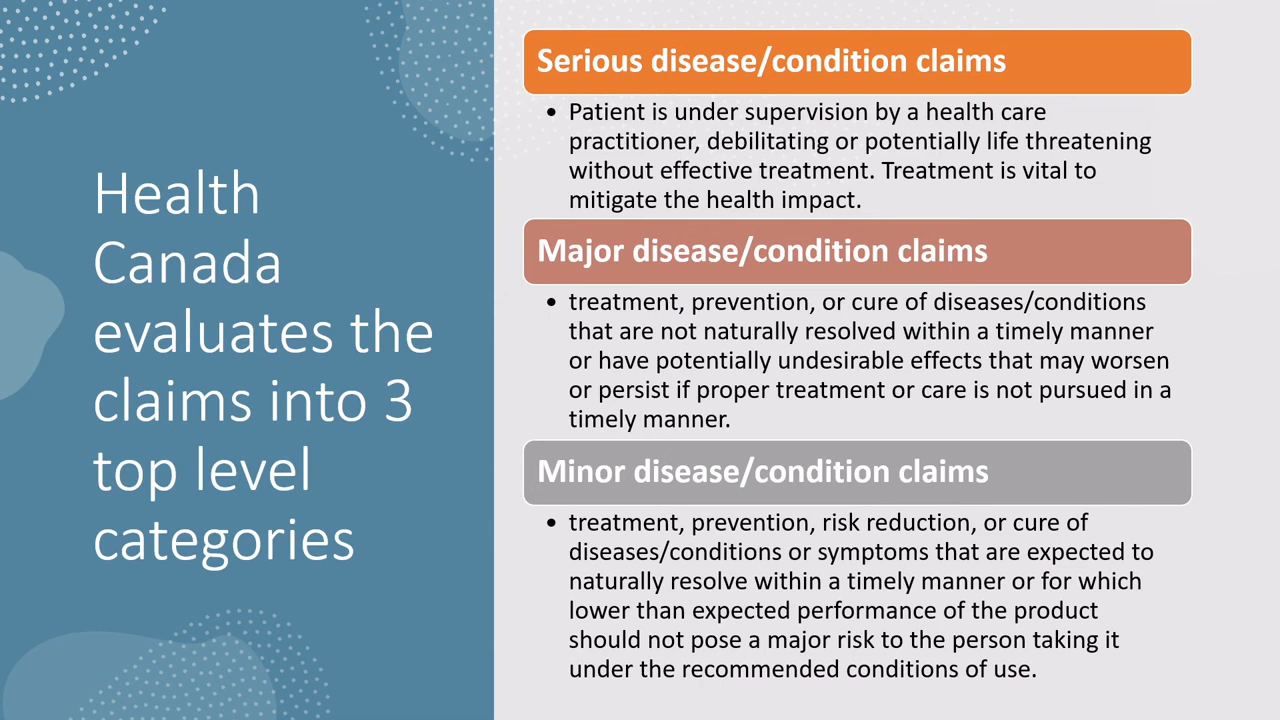 Health
Canada
evaluates the
claims into 3
top level
categories
Serious disease/condition claims
• Patient is under supervision by a health care
practitioner, debilitating or potentially life threatening
without effective treatment. Treatment is vital to
mitigate the health impact.
Major disease/condition claims
• treatment, prevention, or cure of diseases/conditions
that are not naturally resolved within a timely manner
or have potentially undesirable effects that may worsen
or persist if proper treatment or care is not pursued in a
timely manner.
Minor disease/condition claims
• treatment, prevention, risk reduction, or cure of
diseases/conditions or symptoms that are expected to
naturally resolve within a timely manner or for which
lower than expected performance of the product
should not pose a major risk to the person taking it
under the recommended conditions of use.